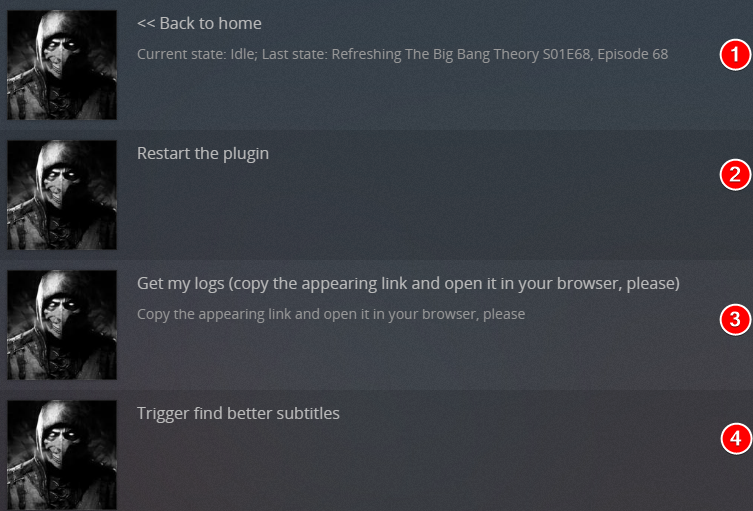 << Back to home
Current state: Idle; Last state: Refreshing The Big Bang Theory S01E68, Episode 68
1
Restart the plugin
2
Get my logs (copy the appearing link and open it in your browser, please)
Copy the appearing link and open it in your browser, please
3
Trigger find better subtitles
4